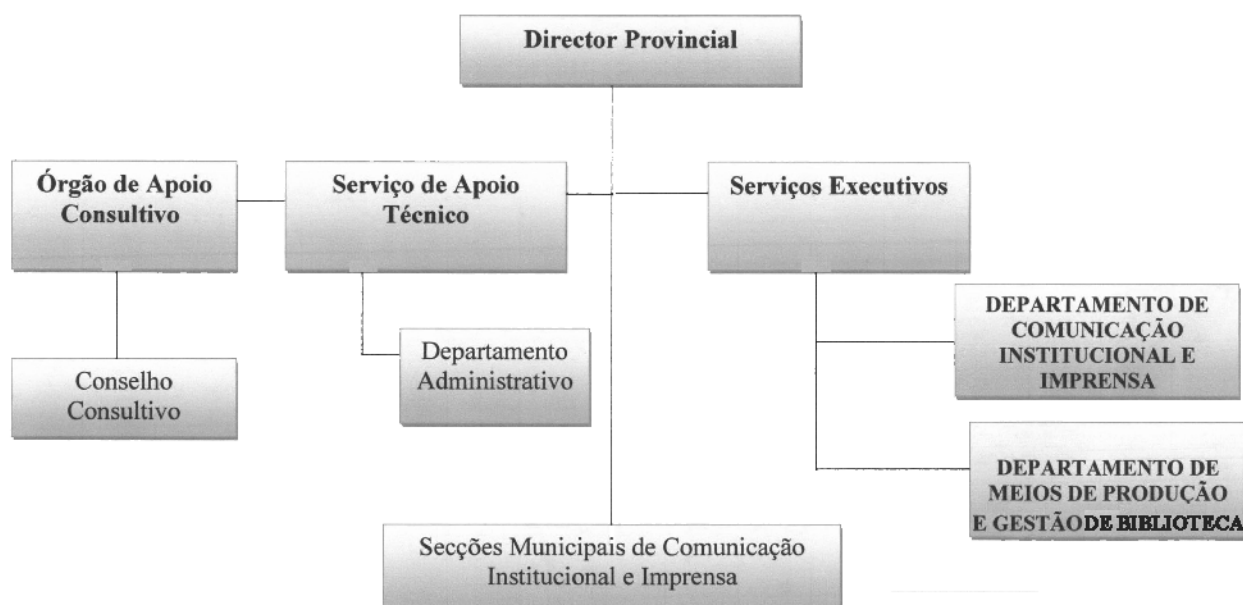 Director Provincial
Órgão de Apoio
Consultivo
Serviço de Apoio
Técnico
Serviços Executivos
Conselho
Consultivo
Departamento
Administrativo
DEPARTAMENTO DE
COMUNICAÇÃO
INSTITUCIONAL E
IMPRENSA
DEPARTAMENTO DE
MEIOS DE PRODUÇÃO
E GESTÃO DE BIBLIOTECA
Secções Municipais de Comunicação
Institucional e Imprensa